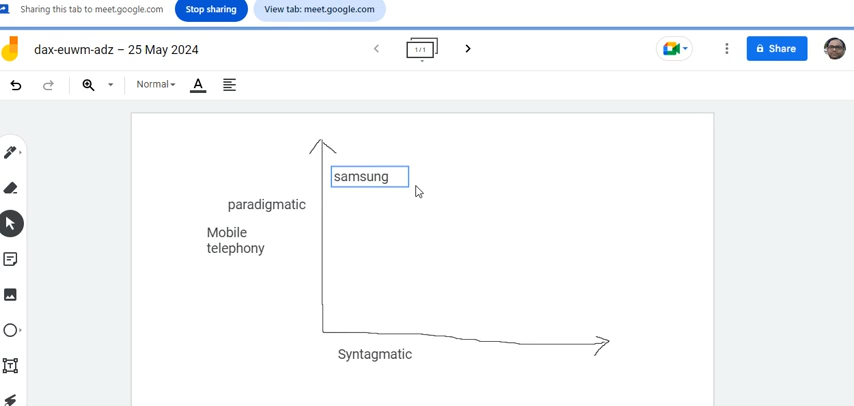 Sharing this tab to meet.google.com
Stop sharing
View tab: meet.google.com
dax-euwm-adz – 25 May 2024
1/1
Share
Normal
A
samsung
paradigmatic
Mobile
telephony
Syntagmatic